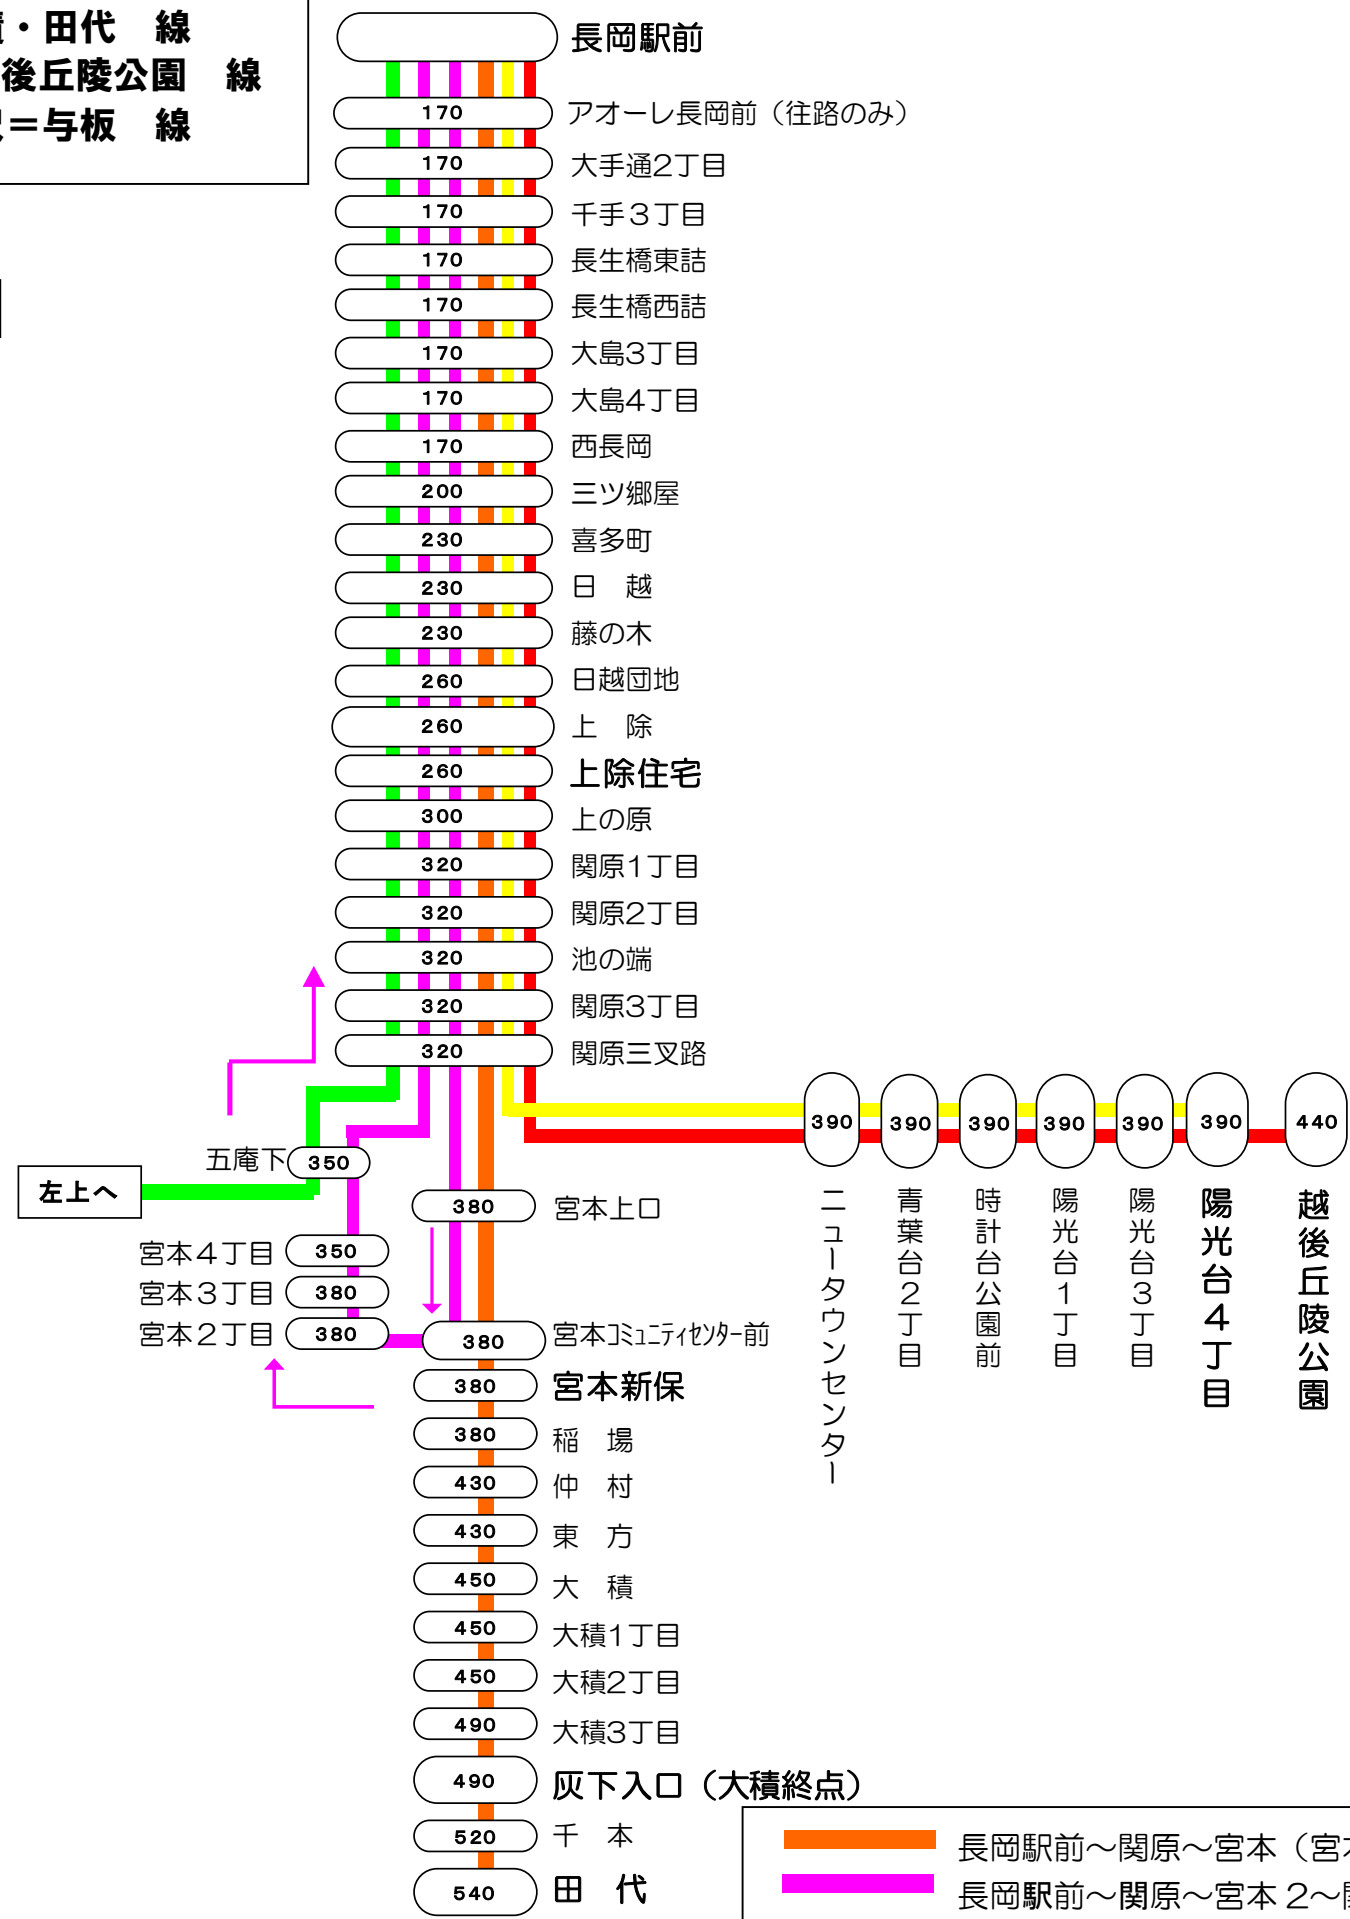 ・田代　線
後丘陵公園　線
＝与板　線
長岡駅前
170 アオーレ長岡前（往路のみ）
170 大手通2丁目
170 千手３丁目
170 長生橋東詰
170 長生橋西詰
170 大島3丁目
170 大島4丁目
170 西長岡
200 三ツ郷屋
230 喜多町
230 日　越
230 藤の木
260 日越団地
260 上　除
260 上除住宅
300 上の原
320 関原1丁目
320 関原2丁目
320 池の端
320 関原3丁目
320 関原三叉路
390 ニュータウンセンター
390 青葉台２丁目
390 時計台公園前
390 陽光台１丁目
390 陽光台３丁目
390 陽光台４丁目
440 越後丘陵公園
五庵下 350
左上へ
380 宮本上口
宮本４丁目 350
宮本３丁目 380
宮本２丁目 380
380 宮本ｺﾐｭﾆﾃｨｾﾝﾀｰ前
380 宮本新保
380 稲　場
430 仲　村
430 東　方
450 大　積
450 大積1丁目
450 大積2丁目
490 大積3丁目
490 灰下入口（大積終点）
520 千　本
540 田　代
長岡駅前～関原～宮本（宮
長岡駅前～関原～宮本２～